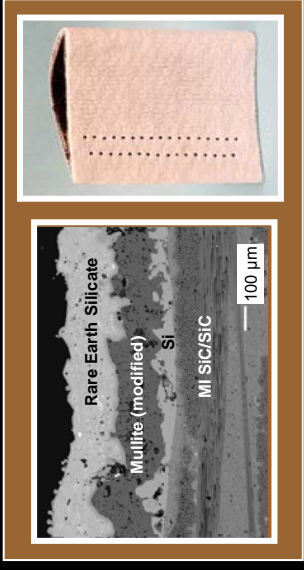 Rare Earth Silicate
Mullite (modified)
Si
MI SiC/SiC
100 µm